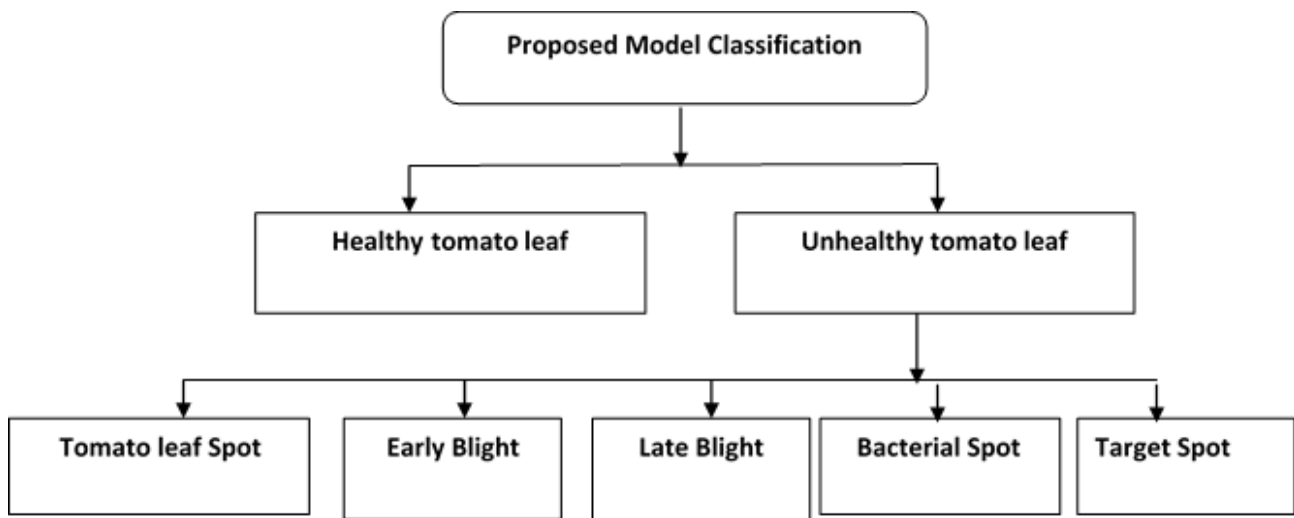 Proposed Model Classification
Healthy tomato leaf
Unhealthy tomato leaf
Tomato leaf Spot
Early Blight
Late Blight
Bacterial Spot
Target Spot